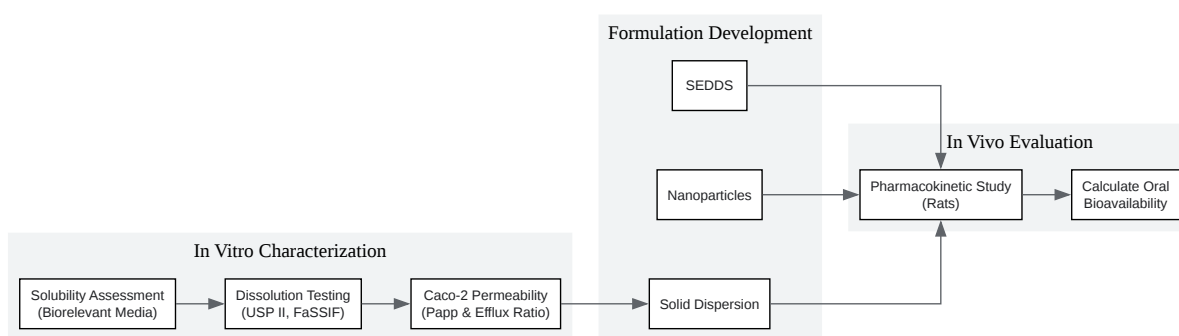 Formulation Development
SEDDS
In Vivo Evaluation
Nanoparticles
Pharmacokinetic Study
(Rats)
Calculate Oral
Bioavailability
In Vitro Characterization
Solubility Assessment
(Biorelevant Media)
Dissolution Testing
(USP II, FaSSIF)
Caco-2 Permeability
(Papp & Efflux Ratio)
Solid Dispersion